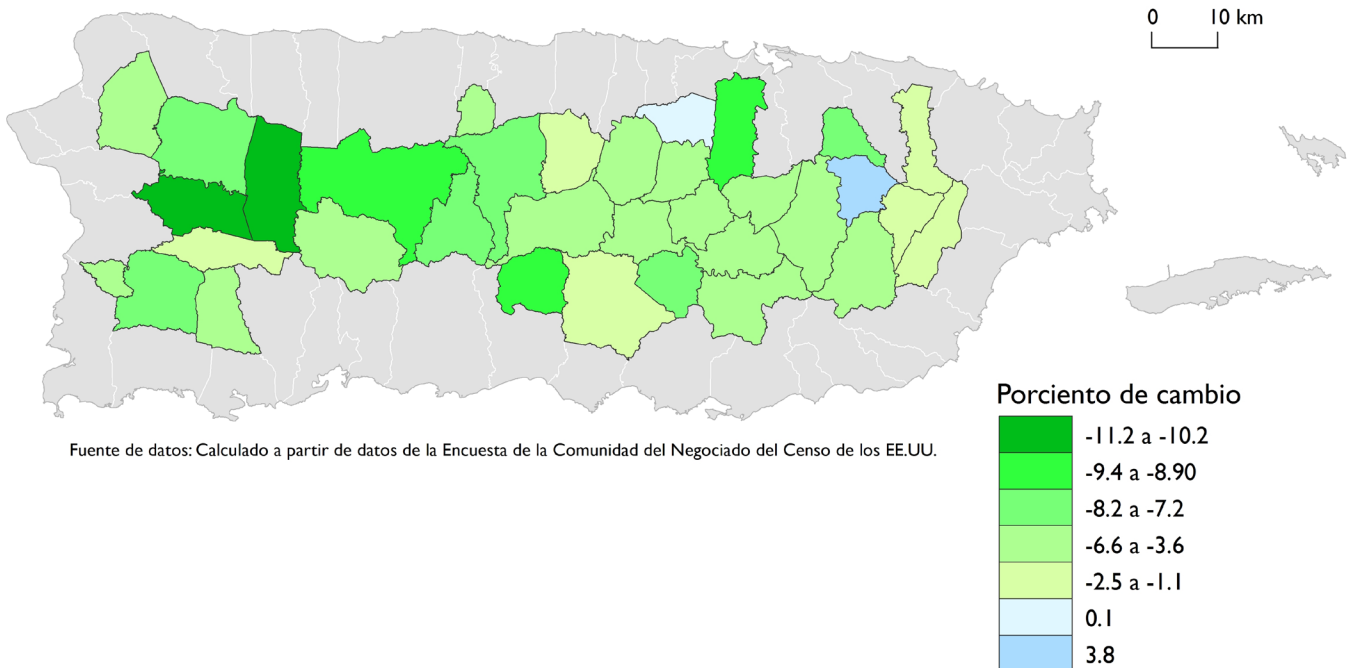 0 10 km
Fuente de datos: Calculado a partir de datos de la Encuesta de la Comunidad del Negociado del Censo de los EE.UU.
Porciento de cambio
-11.2 a -10.2
-9.4 a -8.90
-8.2 a -7.2
-6.6 a -3.6
-2.5 a -1.1
0.1
3.8